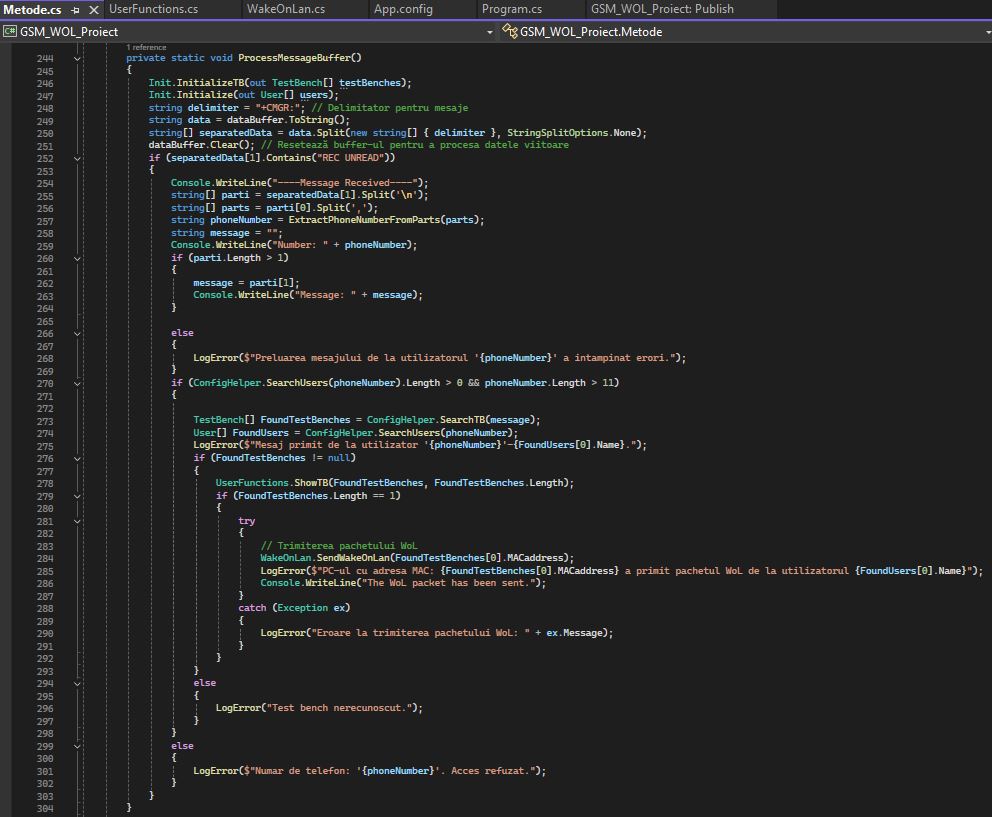 Metode.cs UserFunctions.cs WakeOnLan.cs App.config Program.cs GSM_WOL_Proiect: Publish
C# GSM_WOL_Proiect GSM_WOL_Proiect.Metode
1 reference
244 private static void ProcessMessageBuffer()
245 {
246 Init.InitializeTB(out TestBench[] testBenches);
247 Init.Initialize(out User[] users);
248 string delimiter = "+CMGR:"; // Delimitator pentru mesaje
249 string data = dataBuffer.ToString();
250 string[] separatedData = data.Split(new string[] { delimiter }, StringSplitOptions.None);
251 dataBuffer.Clear(); // Resetează buffer-ul pentru a procesa datele viitoare
252 if (separatedData[1].Contains("REC UNREAD"))
253 {
254 Console.WriteLine("----Message Received----");
255 string[] parti = separatedData[1].Split('\n');
256 string[] parts = parti[0].Split(',');
257 string phoneNumber = ExtractPhoneNumberFromParts(parts);
258 string message = "";
259 Console.WriteLine("Number: " + phoneNumber);
260 if (parti.Length > 1)
261 {
262 message = parti[1];
263 Console.WriteLine("Message: " + message);
264 }
265
266 else
267 {
268 LogError($"Preluarea mesajului de la utilizatorul '{phoneNumber}' a intampinat erori.");
269 }
270 if (ConfigHelper.SearchUsers(phoneNumber).Length > 0 && phoneNumber.Length > 11)
271 {
272
273 TestBench[] FoundTestBenches = ConfigHelper.SearchTB(message);
274 User[] FoundUsers = ConfigHelper.SearchUsers(phoneNumber);
275 LogError($"Mesaj primit de la utilizator '{phoneNumber}'-{FoundUsers[0].Name}.");
276 if (FoundTestBenches != null)
277 {
278 UserFunctions.ShowTB(FoundTestBenches, FoundTestBenches.Length);
279 if (FoundTestBenches.Length == 1)
280 {
281 try
282 {
283 // Trimiterea pachetului WoL
284 WakeOnLan.SendWakeOnLan(FoundTestBenches[0].MACaddress);
285 LogError($"PC-ul cu adresa MAC: {FoundTestBenches[0].MACaddress} a primit pachetul WoL de la utilizatorul {FoundUsers[0].Name}");
286 Console.WriteLine("The WoL packet has been sent.");
287 }
288 catch (Exception ex)
289 {
290 LogError("Eroare la trimiterea pachetului WoL: " + ex.Message);
291 }
292 }
293 }
294 else
295 {
296 LogError("Test bench nerecunoscut.");
297 }
298 }
299 else
300 {
301 LogError($"Numar de telefon: '{phoneNumber}'. Acces refuzat.");
302 }
303 }
304 }